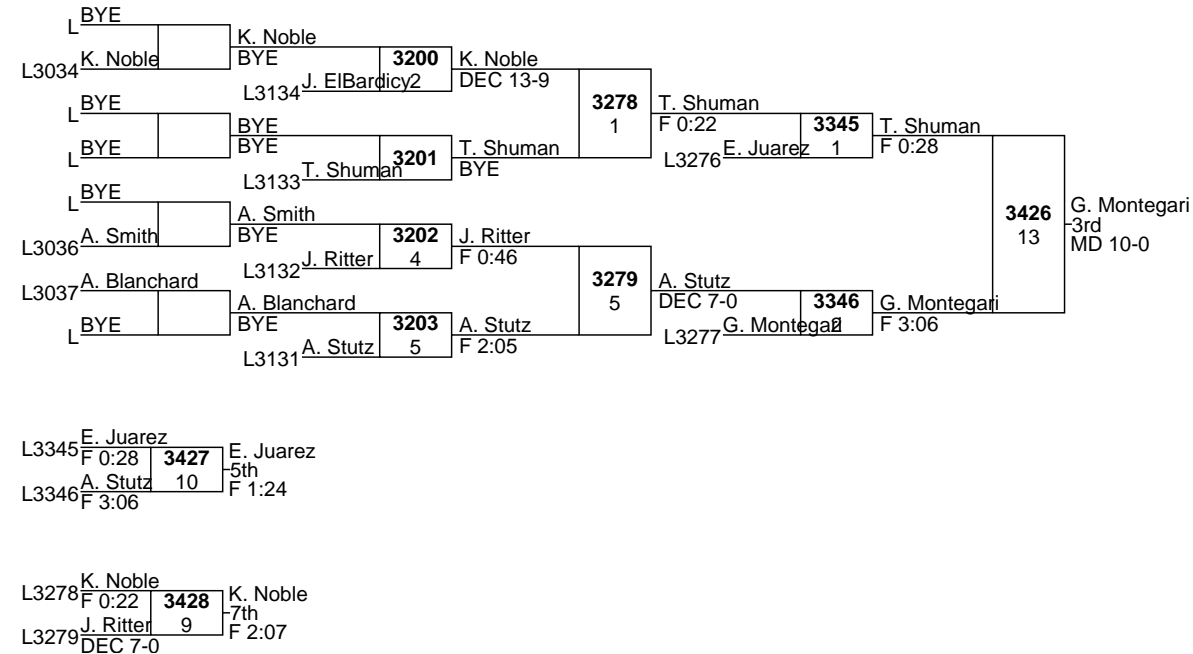 BYE
L
K. Noble
L3034
K. Noble
BYE
J. ElBardicy
L3134
3200
2
K. Noble
DEC 13-9
BYE
L
BYE
L
BYE
BYE
T. Shuman
L3133
3201
T. Shuman
BYE
3278
1
T. Shuman
F 0:22
E. Juarez
L3276
3345
1
T. Shuman
F 0:28
BYE
L
A. Smith
L3036
A. Smith
BYE
J. Ritter
L3132
3202
4
J. Ritter
F 0:46
A. Blanchard
L3037
BYE
L
A. Blanchard
BYE
A. Stutz
L3131
3203
5
A. Stutz
F 2:05
3279
5
A. Stutz
DEC 7-0
G. Montegari
L3277
3346
2
G. Montegari
F 3:06
3426
13
G. Montegari
3rd
MD 10-0
E. Juarez
L3345
F 0:28
A. Stutz
L3346
F 3:06
3427
10
E. Juarez
5th
F 1:24
K. Noble
L3278
F 0:22
J. Ritter
L3279
DEC 7-0
3428
9
K. Noble
7th
F 2:07